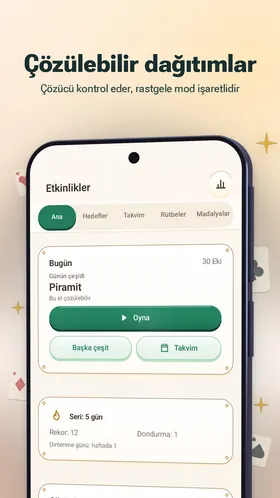 Çözülebilir dağıtımlar
Çözücü kontrol eder, rastgele mod işaretlidir
Etkinlikler
Ana Hedefler Takvim Rütbeler Madalyalar
Bugün 30 Eki
Günün çeşidi
Piramit
Bu el çözülebilir
Oyna
Başka çeşit Takvim
Seri: 5 gün
Rekor: 12 Dondurma: 1
Dinlenme günü: haftada 1